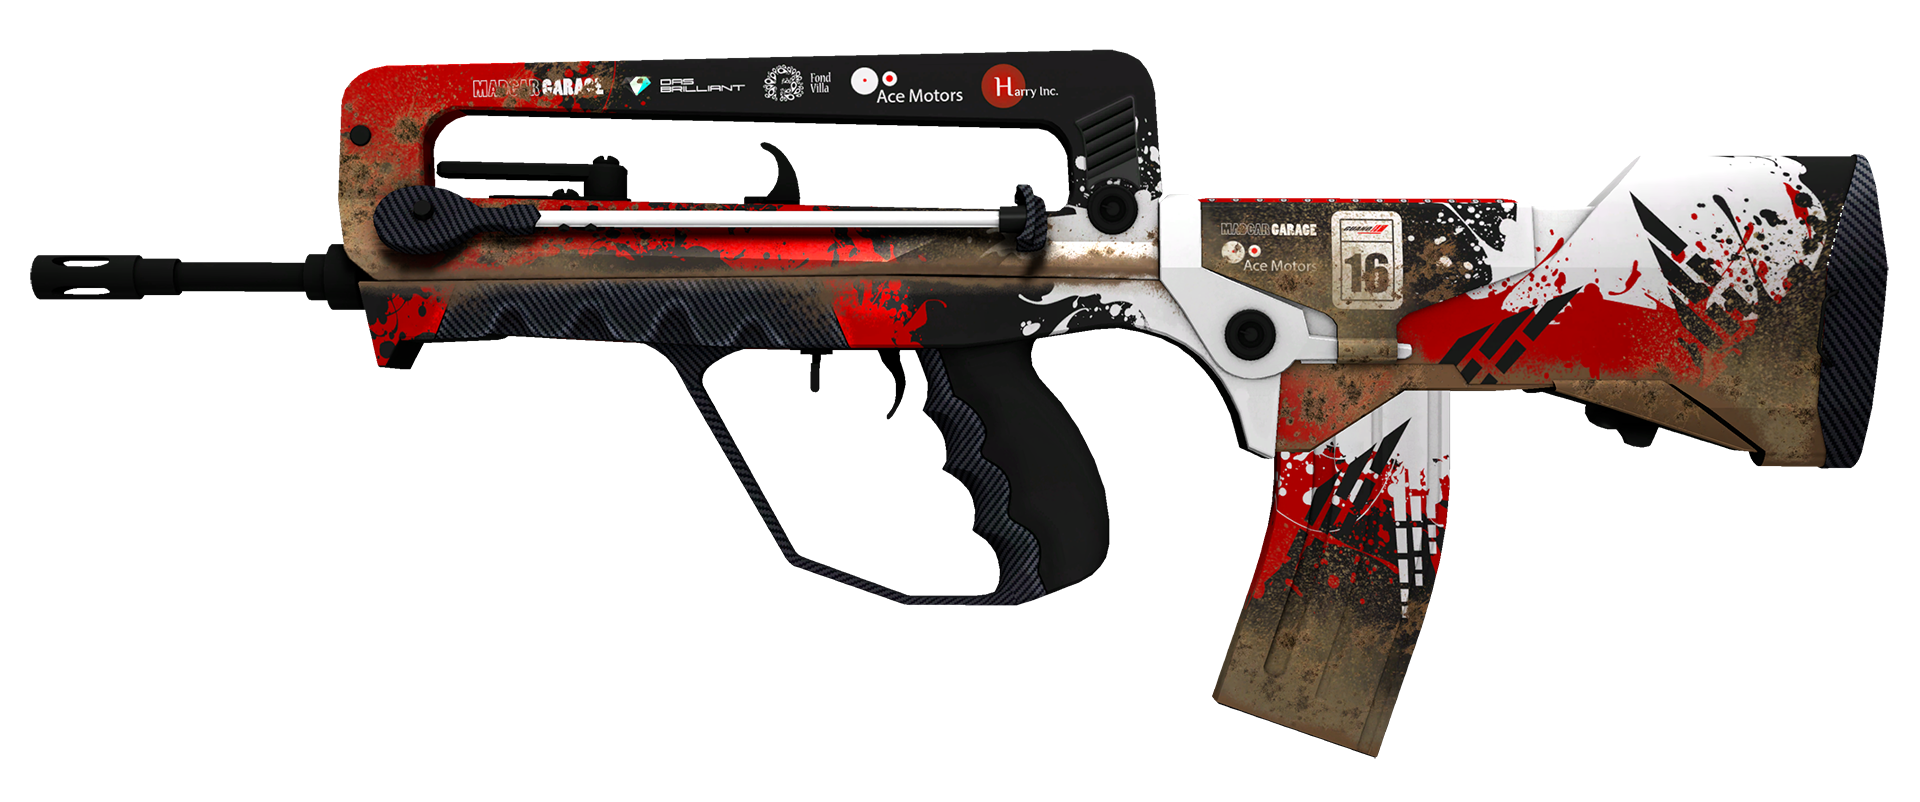 MADCAR GARAGE
DAS
BRILLIANT
Fond
Villa
Ace Motors
Harry Inc.
MADCAR GARAGE
Ace Motors
16